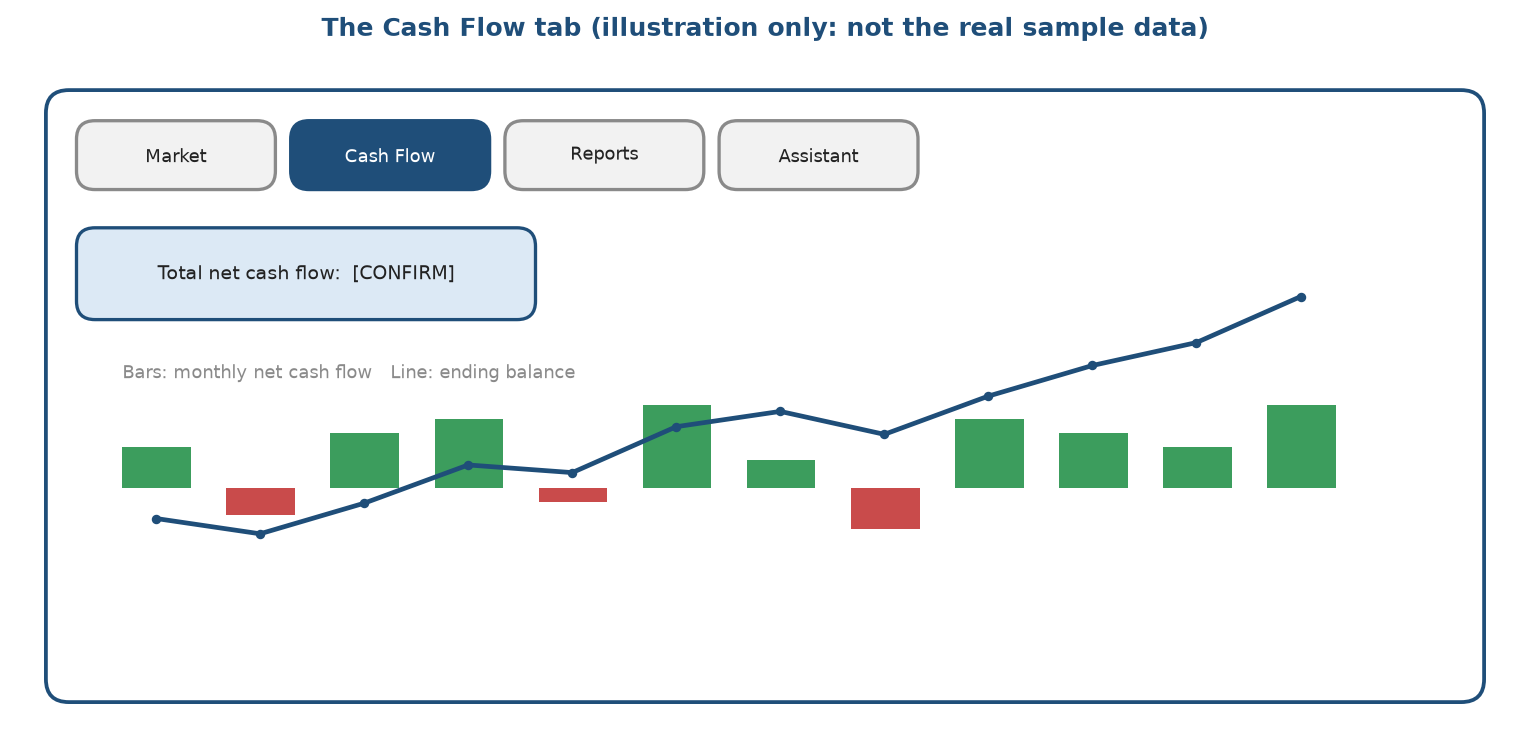 The Cash Flow tab (illustration only: not the real sample data)
Market
Cash Flow
Reports
Assistant
Total net cash flow:  [CONFIRM]
Bars: monthly net cash flow   Line: ending balance